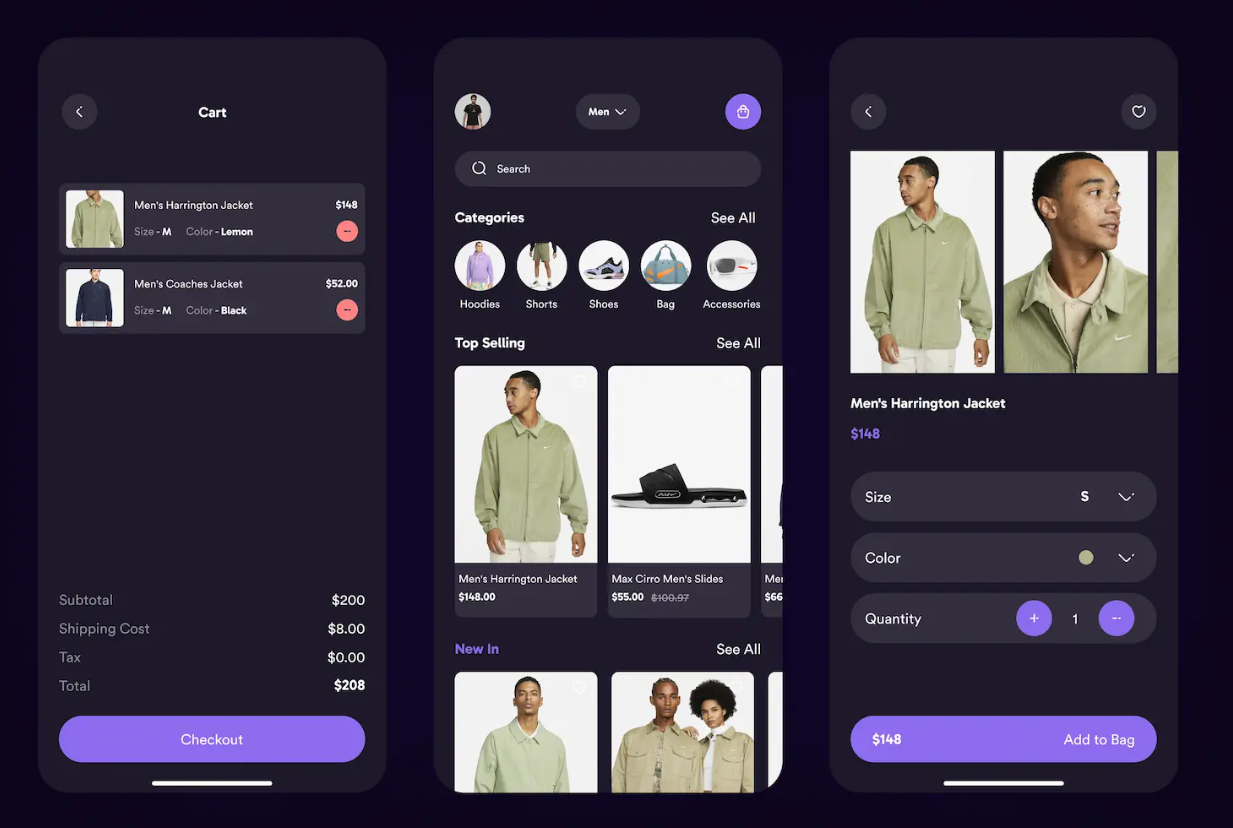 Cart
Men's Harrington Jacket $148
Size - M Color - Lemon
Men's Coaches Jacket $52.00
Size - M Color - Black
Subtotal $200
Shipping Cost $8.00
Tax $0.00
Total $208
Checkout
Men
Search
Categories See All
Hoodies Shorts Shoes Bag Accessories
Top Selling See All
Men's Harrington Jacket
$148.00
Max Cirro Men's Slides
$55.00 $100.97
Mer
$66
New In See All
Men's Harrington Jacket
$148
Size S
Color
Quantity + 1 -
$148 Add to Bag